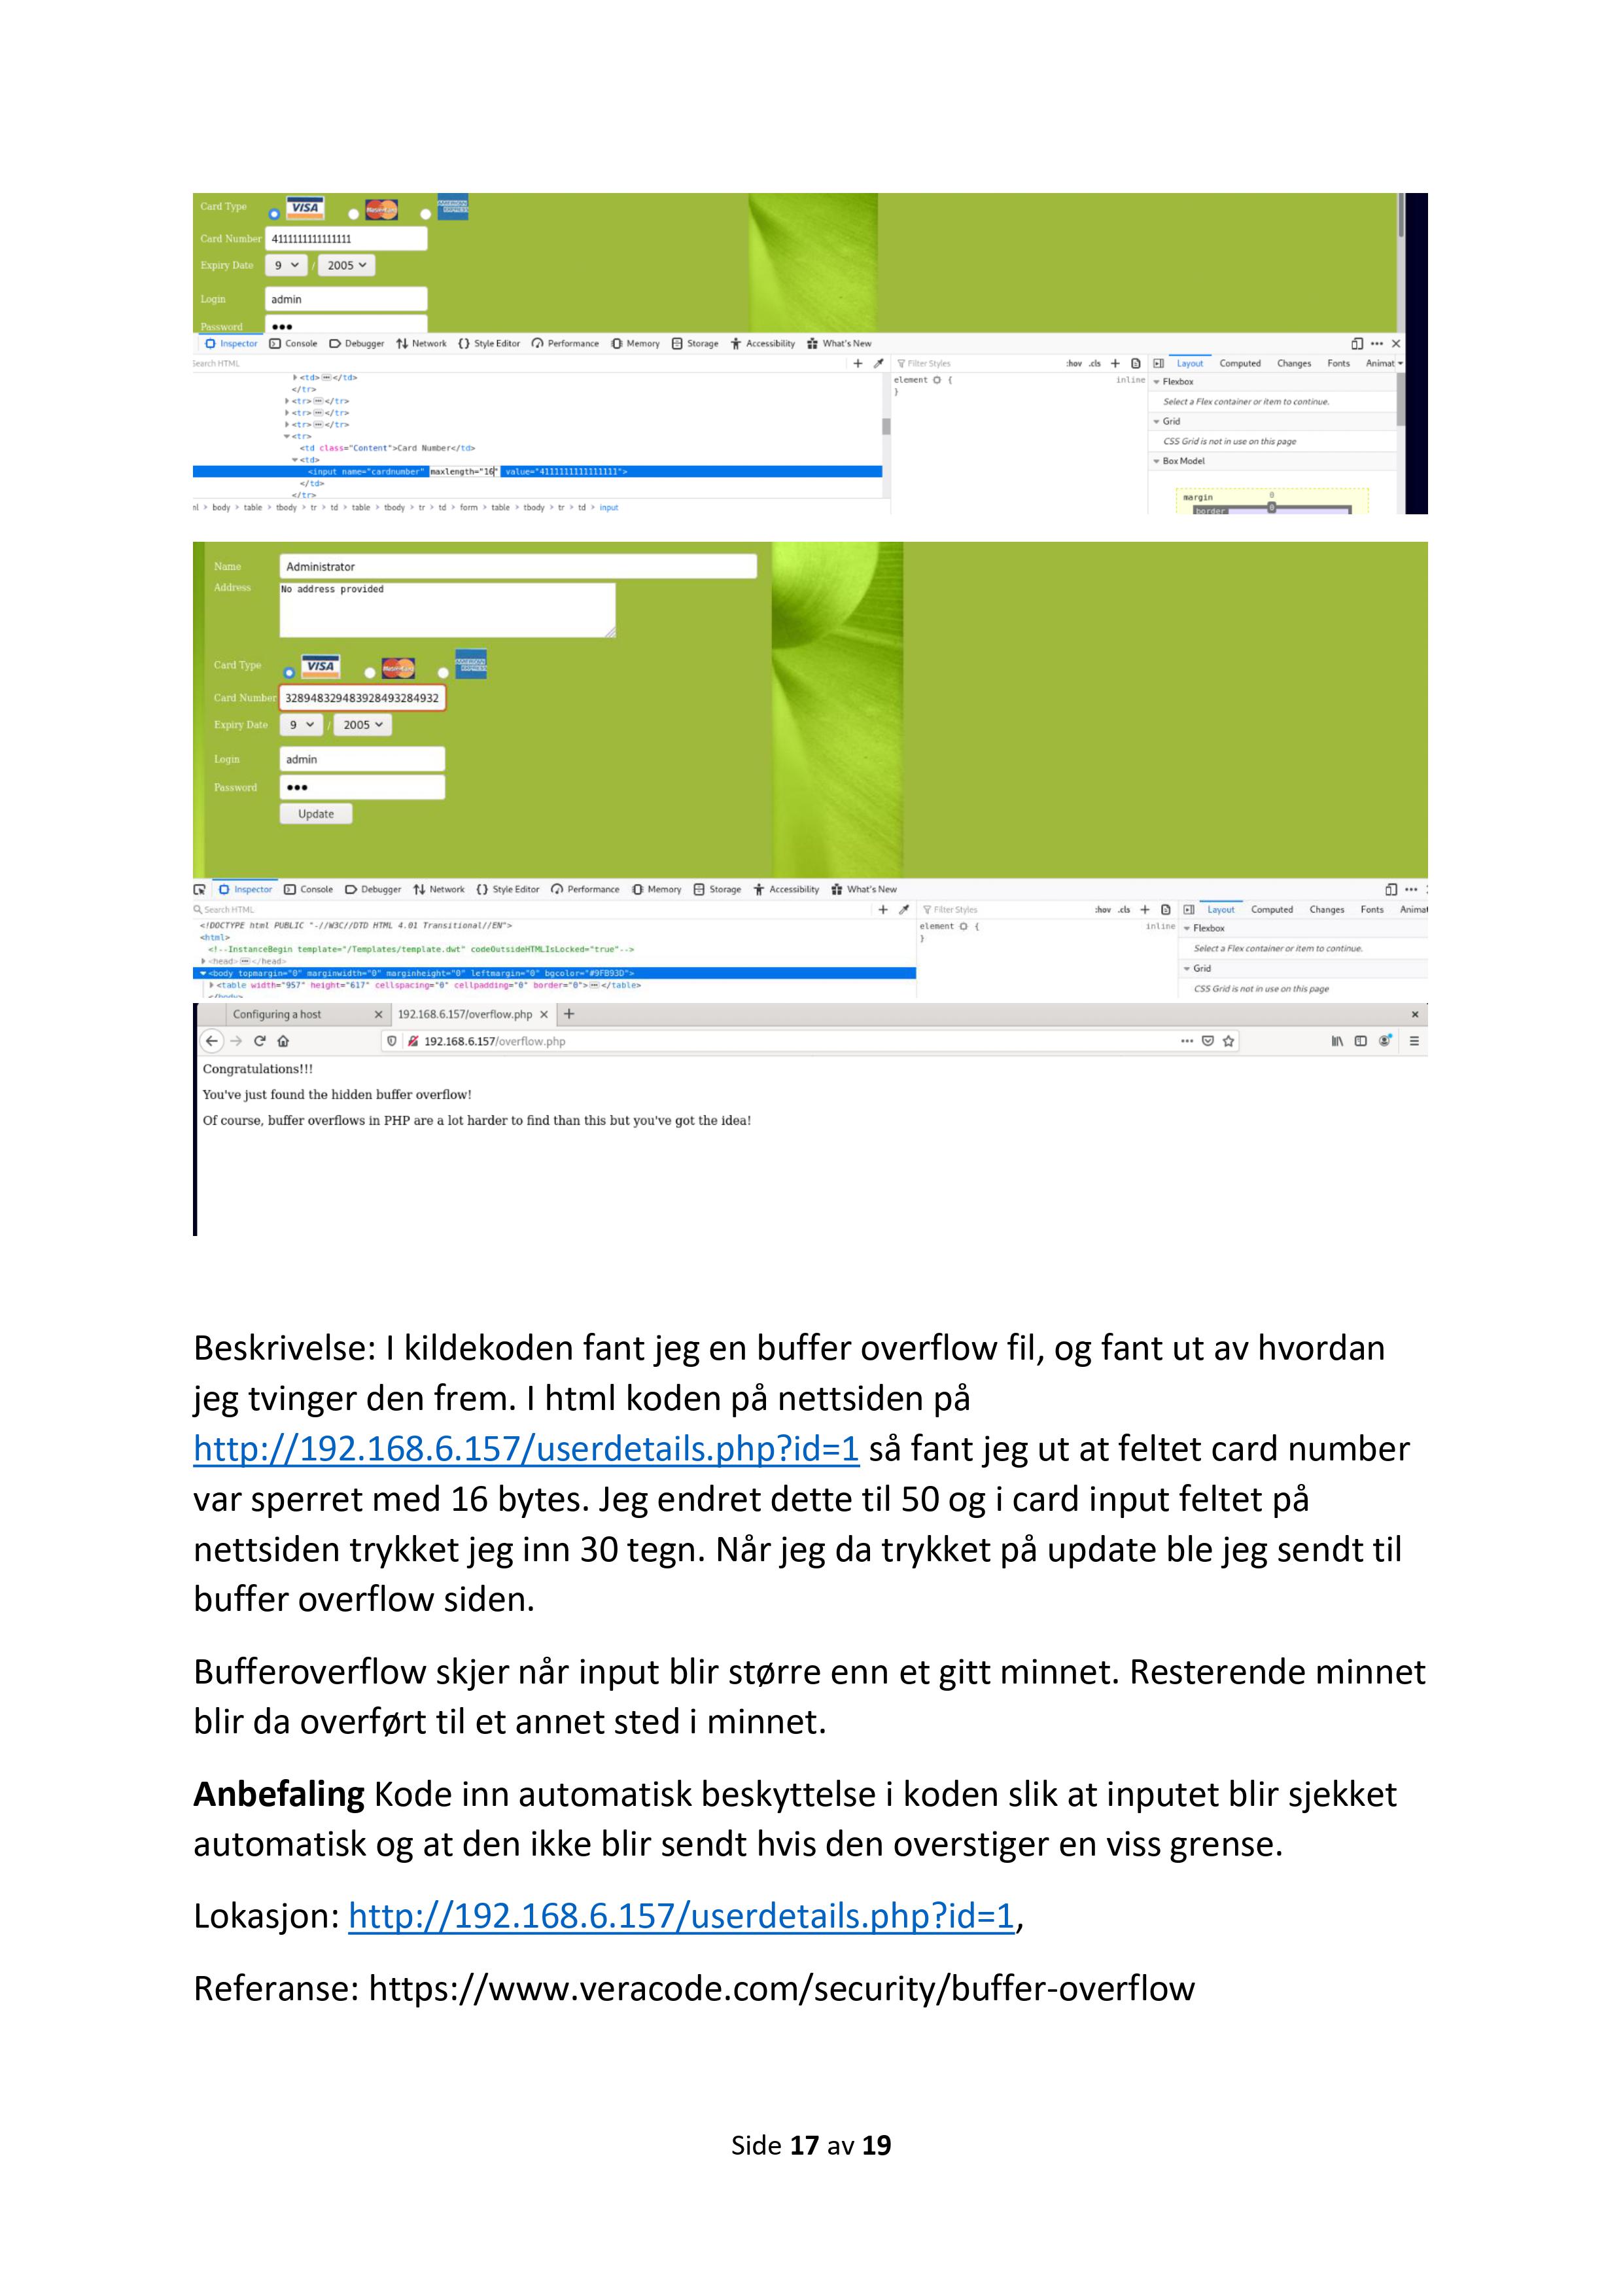 Card Type VISA MasterCard AMERICAN EXPRESS
Card Number 4111111111111111
Expiry Date 9 / 2005
Login admin
Password •••
Inspector Console Debugger Network Style Editor Performance Memory Storage Accessibility What's New
Search HTML
Filter Styles :hov .cls Layout Computed Changes Fonts Animat
<td> </td>
</tr>
<tr> </tr>
<tr> </tr>
<tr> </tr>
<tr>
<td class="Content">Card Number</td>
<td>
<input name="cardnumber" maxlength="16" value="4111111111111111">
</td>
</tr>
body > table > tbody > tr > td > table > tbody > tr > td > form > table > tbody > tr > td > input
element { inline
}
Flexbox
Select a Flex container or item to continue.
Grid
CSS Grid is not in use on this page
Box Model
margin 0
border 0
Name Administrator
Address No address provided
Card Type VISA MasterCard AMERICAN EXPRESS
Card Number 328948329483928493284932
Expiry Date 9 / 2005
Login admin
Password •••
Update
Inspector Console Debugger Network Style Editor Performance Memory Storage Accessibility What's New
Search HTML
Filter Styles :hov .cls Layout Computed Changes Fonts Animat
<!DOCTYPE html PUBLIC "-//W3C//DTD HTML 4.01 Transitional//EN">
<html>
<!--InstanceBegin template="/Templates/template.dwt" codeOutsideHTMLIsLocked="true"-->
<head> </head>
<body topmargin="0" marginwidth="0" marginheight="0" leftmargin="0" bgcolor="#9FB93D">
<table width="957" height="617" cellspacing="0" cellpadding="0" border="0"> </table>
</body>
element { inline
}
Flexbox
Select a Flex container or item to continue.
Grid
CSS Grid is not in use on this page
Configuring a host 192.168.6.157/overflow.php
192.168.6.157/overflow.php
Congratulations!!!
You've just found the hidden buffer overflow!
Of course, buffer overflows in PHP are a lot harder to find than this but you've got the idea!
Beskrivelse: I kildekoden fant jeg en buffer overflow fil, og fant ut av hvordan
jeg tvinger den frem. I html koden på nettsiden på
http://192.168.6.157/userdetails.php?id=1 så fant jeg ut at feltet card number
var sperret med 16 bytes. Jeg endret dette til 50 og i card input feltet på
nettsiden trykket jeg inn 30 tegn. Når jeg da trykket på update ble jeg sendt til
buffer overflow siden.
Bufferoverflow skjer når input blir større enn et gitt minnet. Resterende minnet
blir da overført til et annet sted i minnet.
Anbefaling Kode inn automatisk beskyttelse i koden slik at inputet blir sjekket
automatisk og at den ikke blir sendt hvis den overstiger en viss grense.
Lokasjon: http://192.168.6.157/userdetails.php?id=1,
Referanse: https://www.veracode.com/security/buffer-overflow
Side 17 av 19